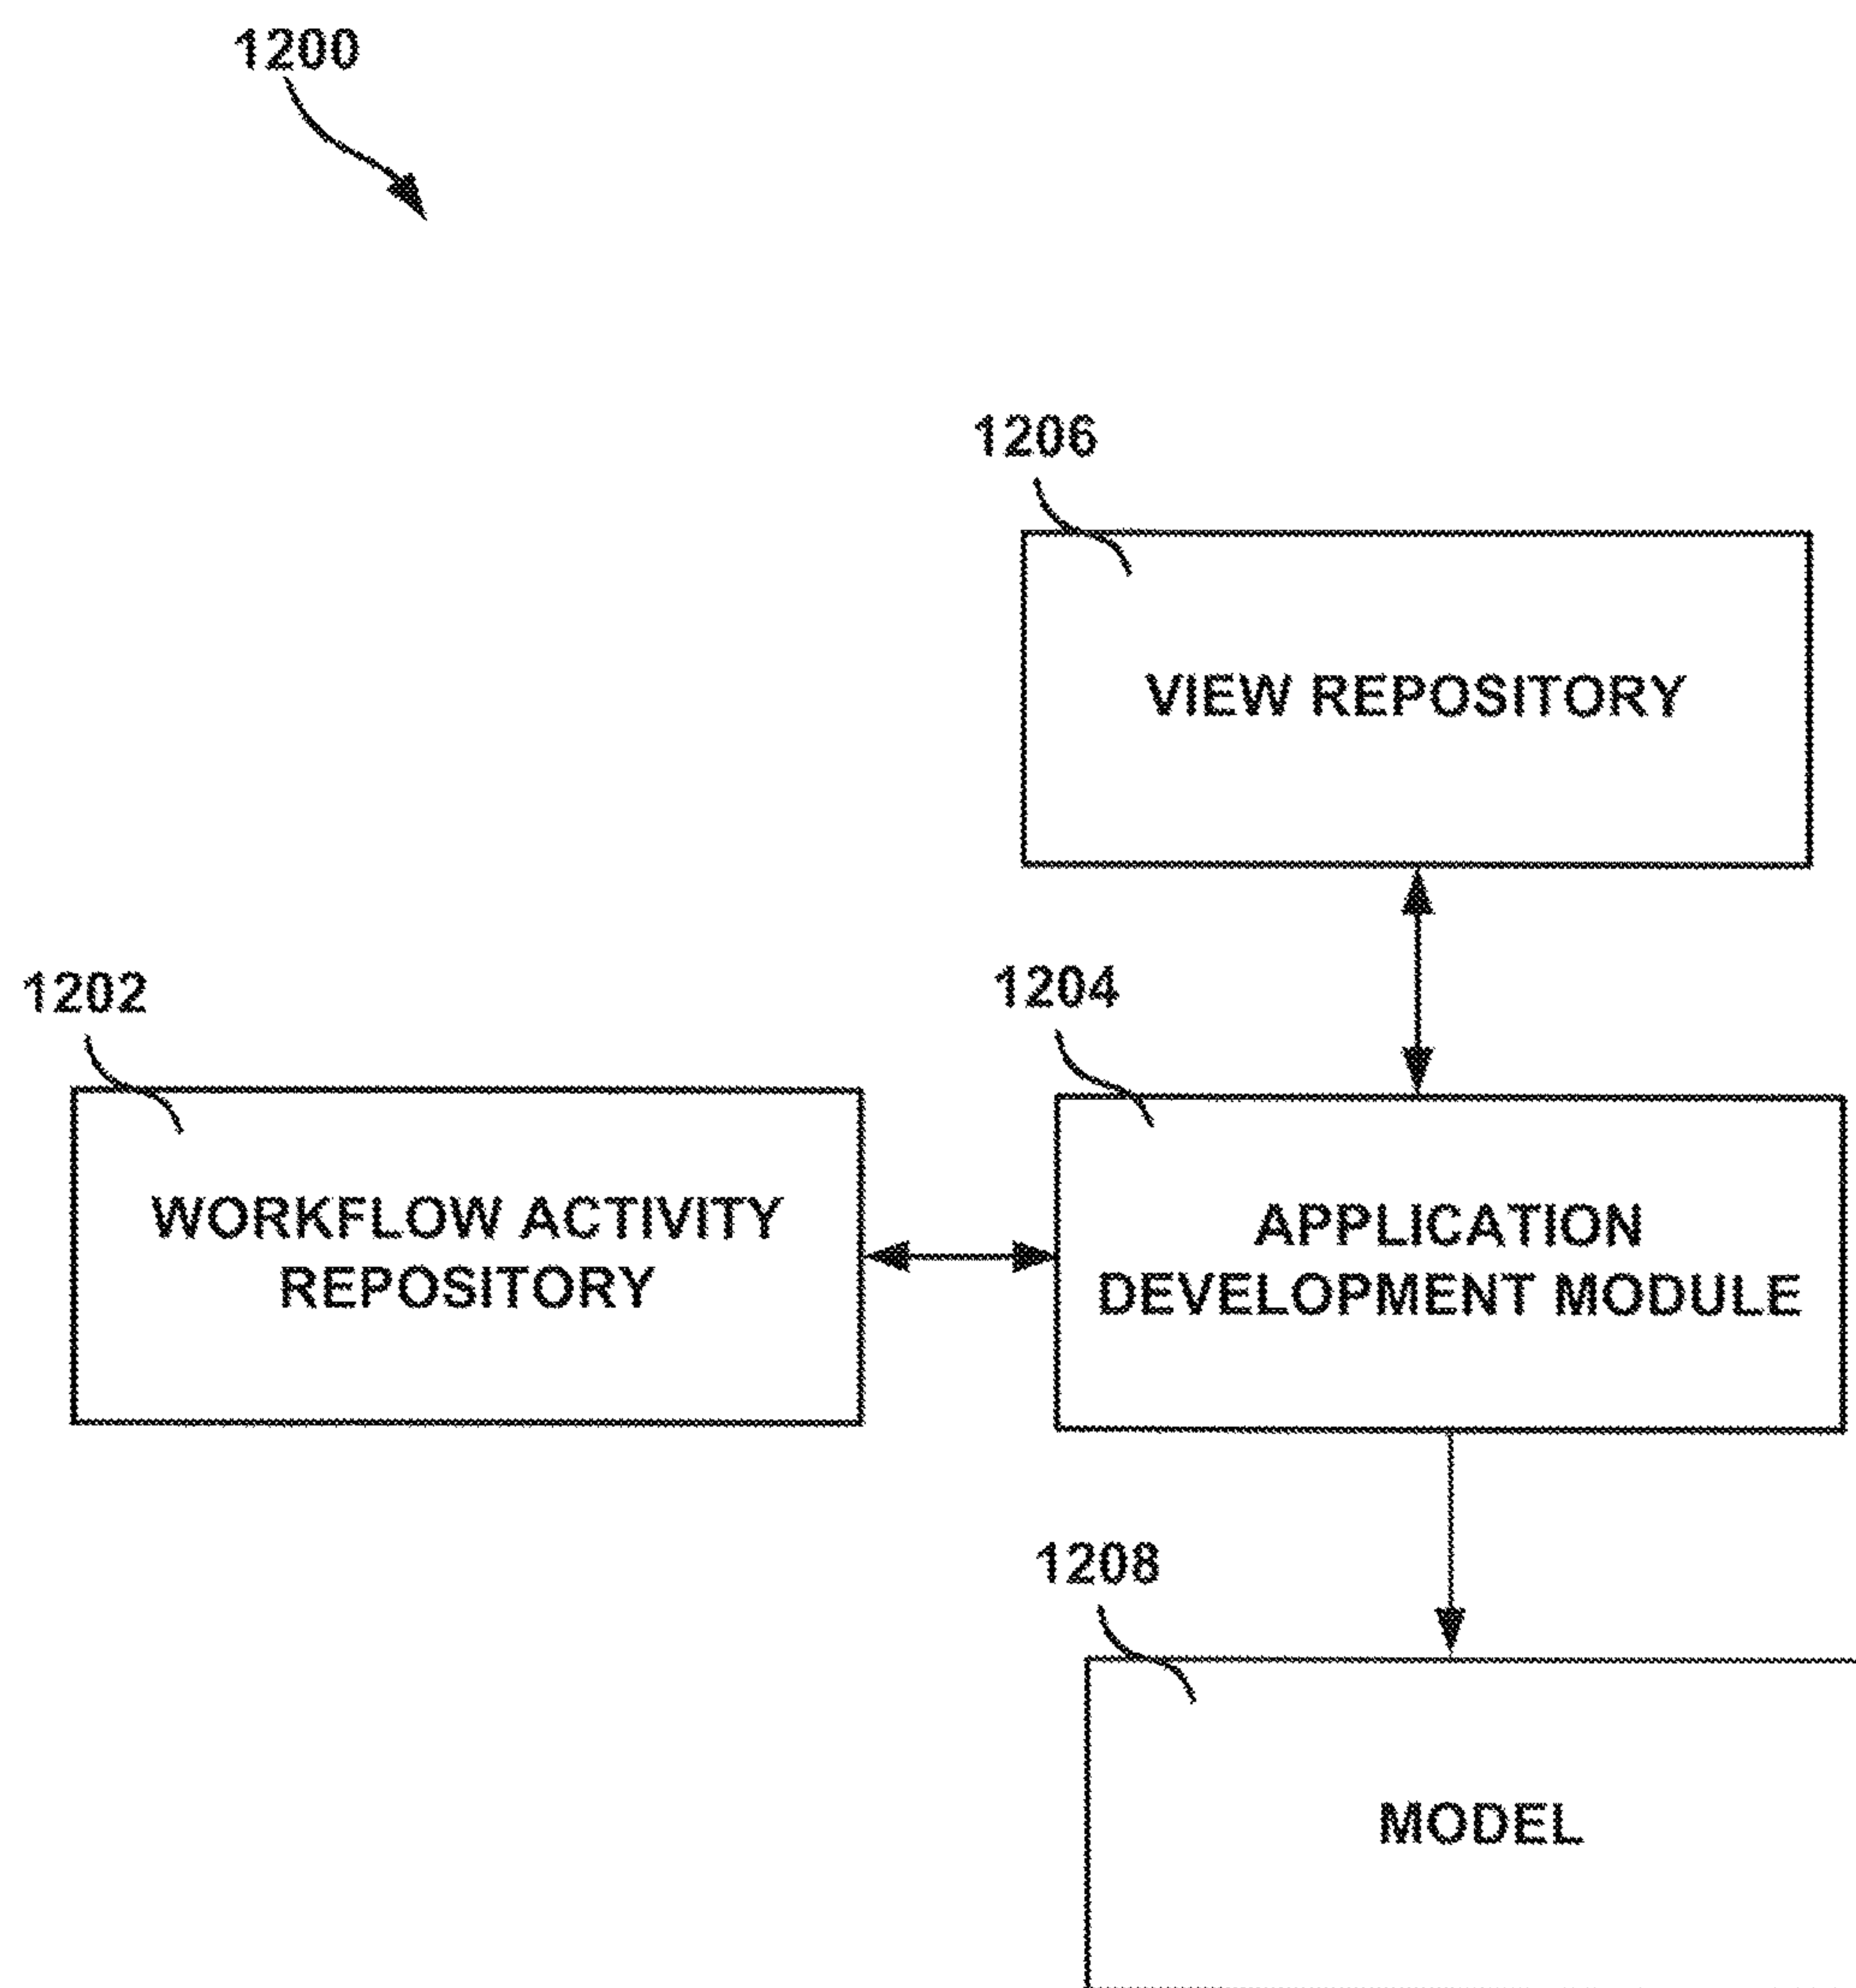 1200
1206
VIEW REPOSITORY
1202
1204
WORKFLOW ACTIVITY
REPOSITORY
APPLICATION
DEVELOPMENT MODULE
1208
MODEL